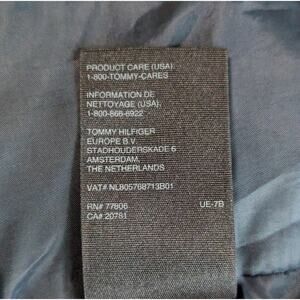 PRODUCT CARE (USA)
1-800-TOMMY-CARES
INFORMATION DE
NETTOYAGE (USA),
1-800-866-6922
TOMMY HILFIGER
EUROPE B.V.
STADHOUDERSKADE 6
AMSTERDAM,
THE NETHERLANDS
VAT# NL805768713B01
RN# 77806 UE-7B
CA# 20781